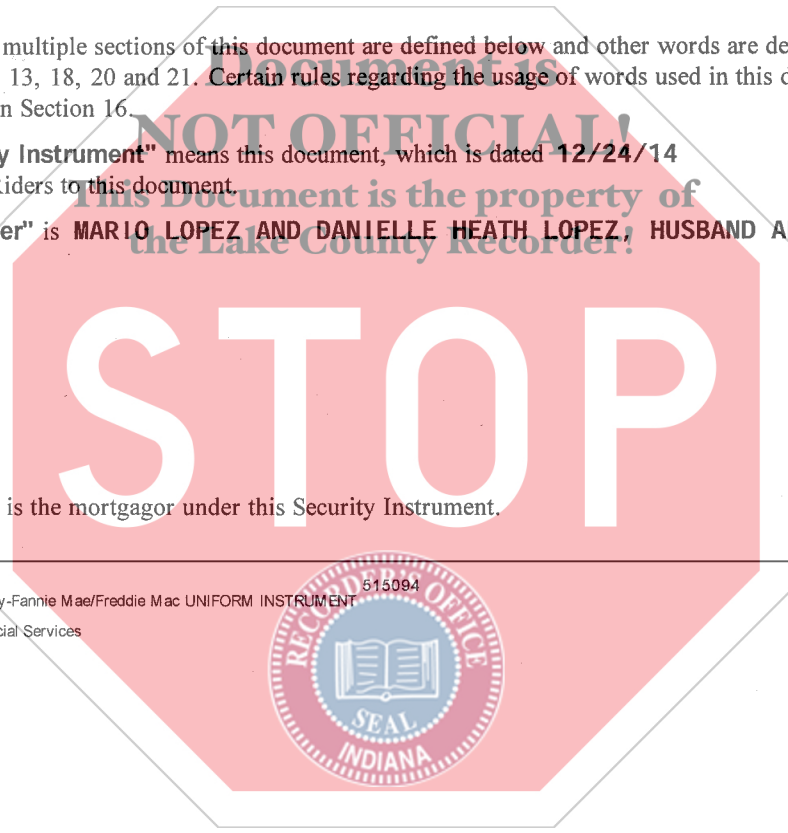 multiple sections of this document are defined below and other words are de
13, 18, 20 and 21. Certain rules regarding the usage of words used in this d
n Section 16.
Document is
NOT OFFICIAL!
y Instrument" means this document, which is dated 12/24/14
Riders to this document.
This Document is the property of
the Lake County Recorder!
er" is MARIO LOPEZ AND DANIELLE HEATH LOPEZ, HUSBAND A
STOP
is the mortgagor under this Security Instrument.
515094
y-Fannie Mae/Freddie Mac UNIFORM INSTRUMENT
cial Services
RECORDER'S OFFICE
SEAL
INDIANA